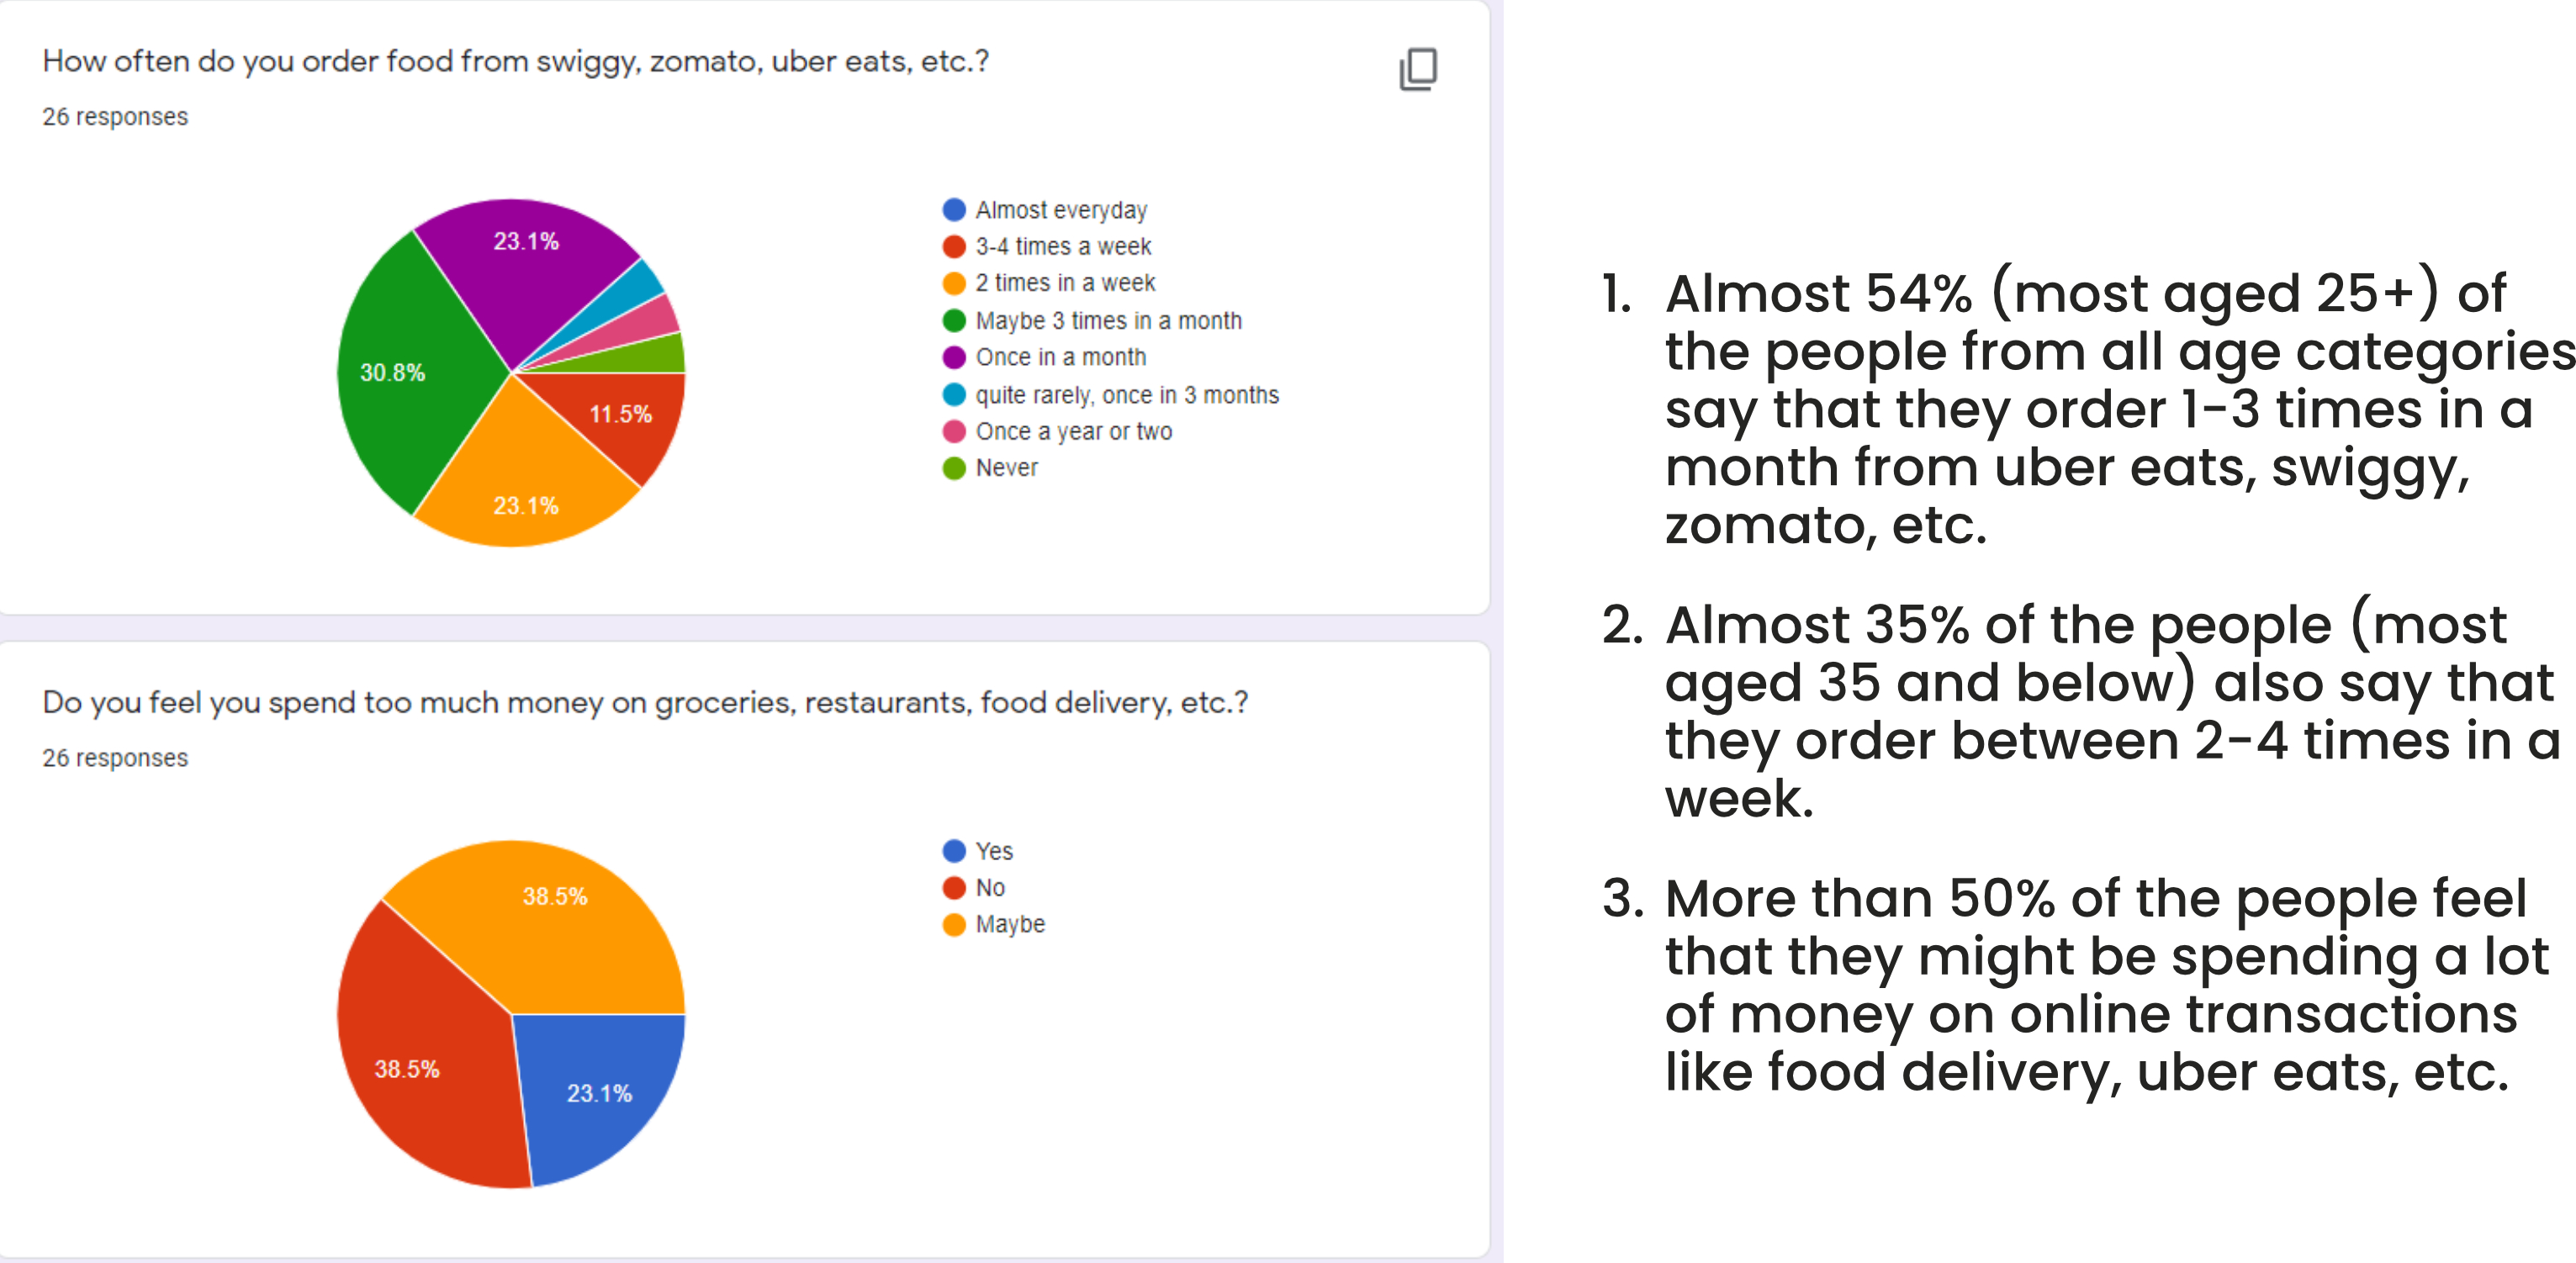 How often do you order food from swiggy, zomato, uber eats, etc.?
26 responses
23.1%
30.8%
11.5%
23.1%
Almost everyday
3-4 times a week
2 times in a week
Maybe 3 times in a month
Once in a month
quite rarely, once in 3 months
Once a year or two
Never
Do you feel you spend too much money on groceries, restaurants, food delivery, etc.?
26 responses
38.5%
38.5%
23.1%
Yes
No
Maybe
1. Almost 54% (most aged 25+) of
the people from all age categories
say that they order 1-3 times in a
month from uber eats, swiggy,
zomato, etc.
2. Almost 35% of the people (most
aged 35 and below) also say that
they order between 2-4 times in a
week.
3. More than 50% of the people feel
that they might be spending a lot
of money on online transactions
like food delivery, uber eats, etc.